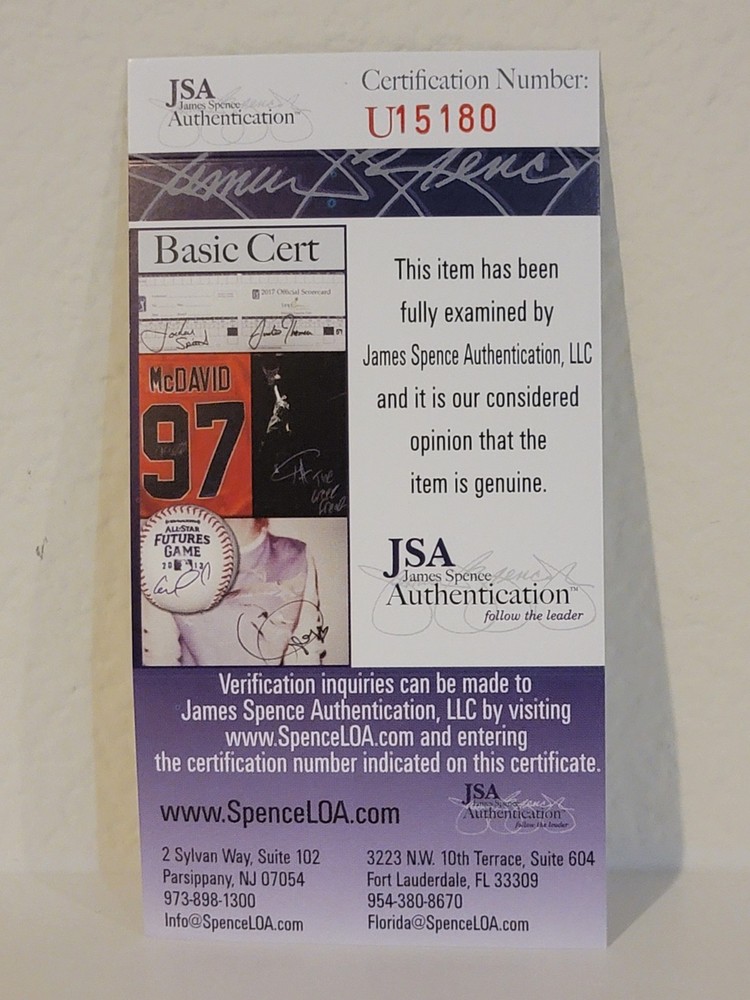 JSA
James Spence
Authentication™
Certification Number:
U15180
Basic Cert
2017 Official Scorecard
McDAVID
97
ALL-STAR
FUTURES
GAME
This item has been
fully examined by
James Spence Authentication, LLC
and it is our considered
opinion that the
item is genuine.
JSA
James Spence
Authentication™
follow the leader
Verification inquiries can be made to
James Spence Authentication, LLC by visiting
www.SpenceLOA.com and entering
the certification number indicated on this certificate.
www.SpenceLOA.com
JSA
James Spence
Authentication™
follow the leader
2 Sylvan Way, Suite 102
Parsippany, NJ 07054
973-898-1300
Info@SpenceLOA.com
3223 N.W. 10th Terrace, Suite 604
Fort Lauderdale, FL 33309
954-380-8670
Florida@SpenceLOA.com